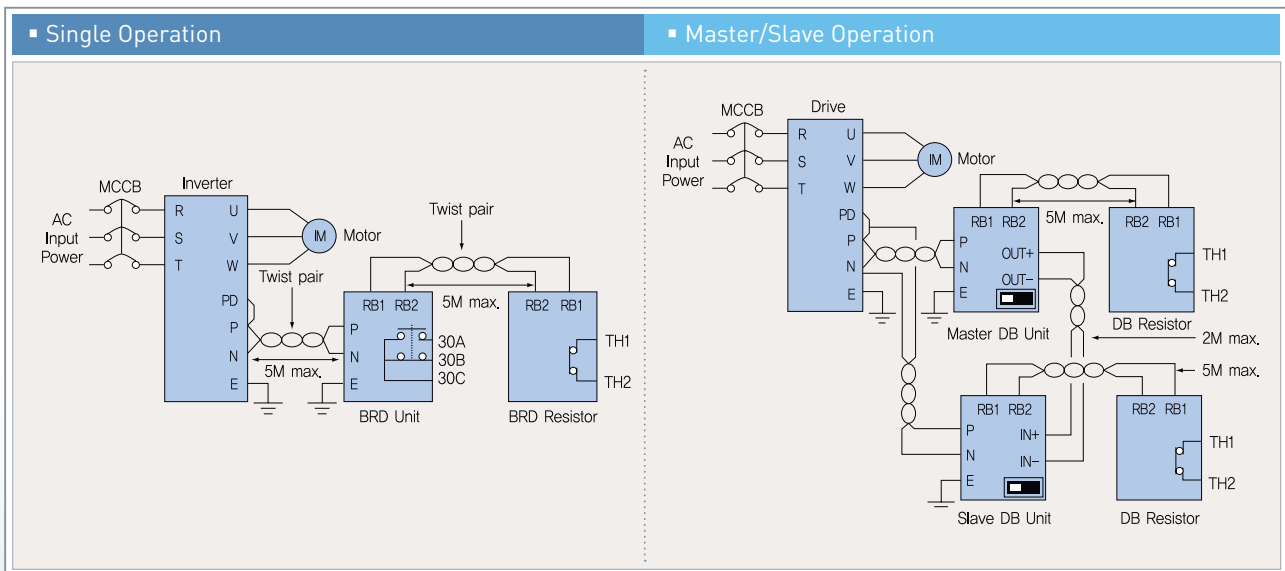 ▪ Single Operation
▪ Master/Slave Operation
Inverter
MCCB
AC
Input
Power
R
S
T
U
V
W
IM
Motor
PD
P
N
E
Twist pair
5M max.
Twist pair
5M max.
RB1 RB2
P
N
E
30A
30B
30C
BRD Unit
RB2 RB1
TH1
TH2
BRD Resistor
Drive
MCCB
AC
Input
Power
R
S
T
U
V
W
IM
Motor
PD
P
N
E
RB1 RB2
P
N
E
OUT+
OUT-
Master DB Unit
5M max.
RB2 RB1
TH1
TH2
DB Resistor
2M max.
5M max.
RB1 RB2
P
N
E
IN+
IN-
Slave DB Unit
RB2 RB1
TH1
TH2
DB Resistor